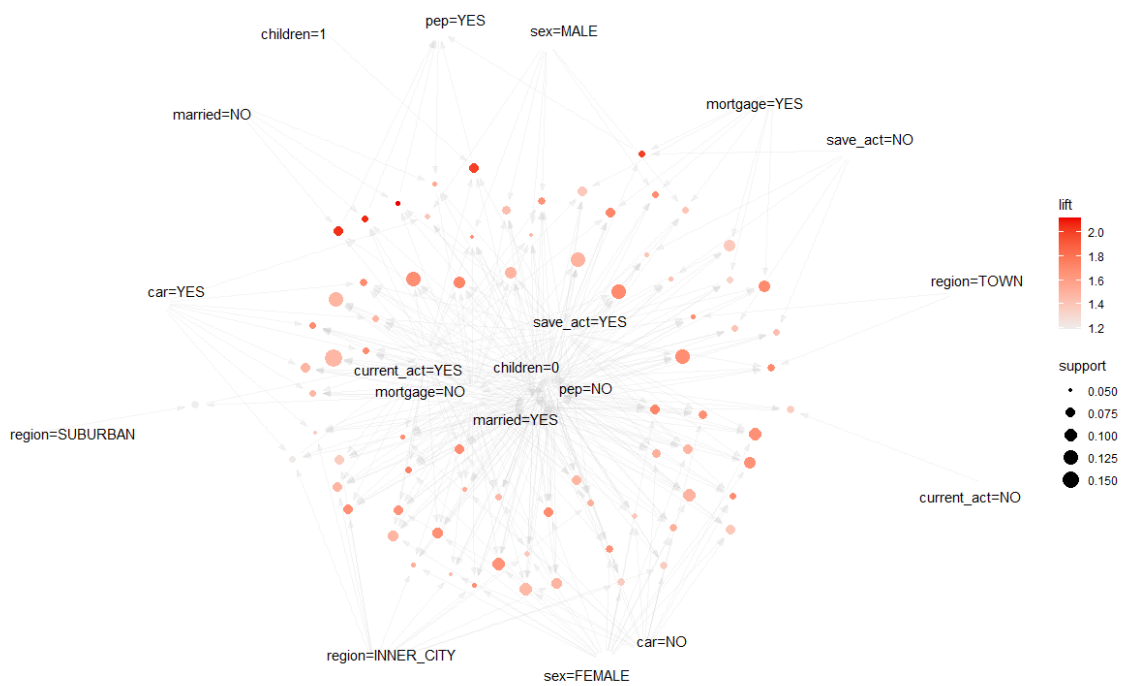 pep=YES
sex=MALE
children=1
mortgage=YES
married=NO
save_act=NO
region=TOWN
car=YES
save_act=YES
children=0
current_act=YES
pep=NO
mortgage=NO
married=YES
region=SUBURBAN
current_act=NO
car=NO
region=INNER_CITY
sex=FEMALE
lift
2.0
1.8
1.6
1.4
1.2
support
0.050
0.075
0.100
0.125
0.150